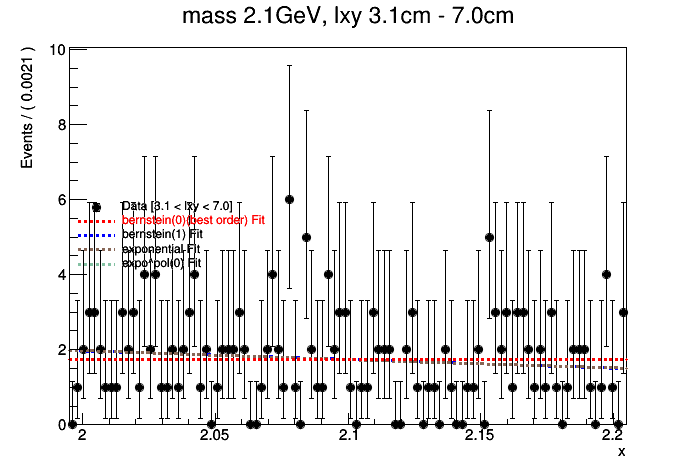 mass 2.1GeV, lxy 3.1cm - 7.0cm
Events / ( 0.0021 )
10
8
6
4
2
0
Data [3.1 < lxy < 7.0]
bernstein(0)(best order) Fit
bernstein(1) Fit
exponential Fit
expo*pol(0) Fit
2 2.05 2.1 2.15 2.2
x